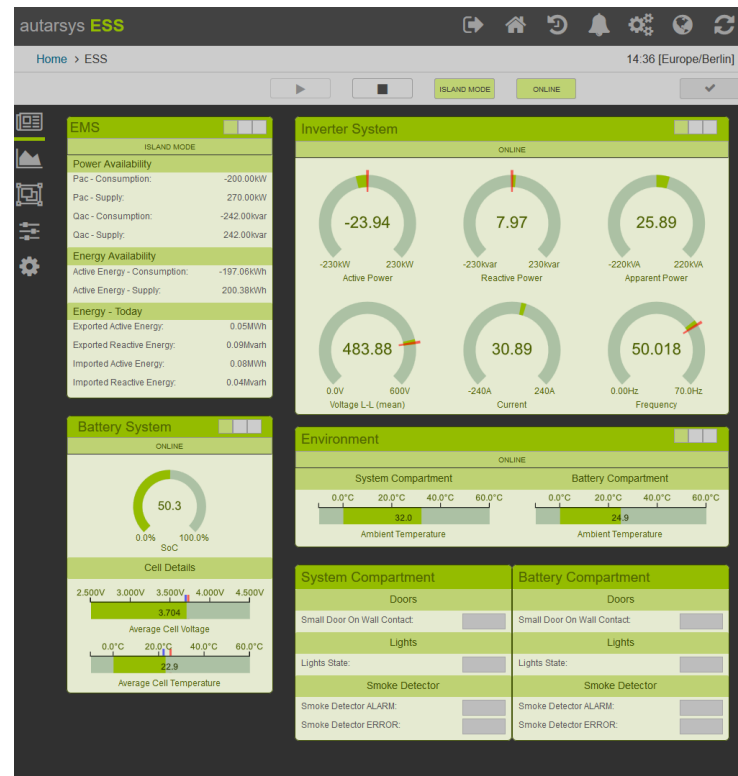 autarsys ESS
Home > ESS
14:36 [Europe/Berlin]
ISLAND MODE
ONLINE
EMS
ISLAND MODE
Power Availability
Pac - Consumption: -200.00kW
Pac - Supply: 270.00kW
Qac - Consumption: -242.00kvar
Qac - Supply: 242.00kvar
Energy Availability
Active Energy - Consumption: -197.06kWh
Active Energy - Supply: 200.38kWh
Energy - Today
Exported Active Energy: 0.05MWh
Exported Reactive Energy: 0.09Mvarh
Imported Active Energy: 0.08MWh
Imported Reactive Energy: 0.04Mvarh
Inverter System
ONLINE
-23.94
-230kW 230kW
Active Power
7.97
-230kvar 230kvar
Reactive Power
25.89
-220kVA 220kVA
Apparent Power
483.88
0.0V 600V
Voltage L-L (mean)
30.89
-240A 240A
Current
50.018
0.00Hz 70.0Hz
Frequency
Battery System
ONLINE
50.3
0.0% 100.0%
SoC
Cell Details
2.500V 3.000V 3.500V 4.000V 4.500V
3.704
Average Cell Voltage
0.0°C 20.0°C 40.0°C 60.0°C
22.9
Average Cell Temperature
Environment
ONLINE
System Compartment
0.0°C 20.0°C 40.0°C 60.0°C
32.0
Ambient Temperature
Battery Compartment
0.0°C 20.0°C 40.0°C 60.0°C
24.9
Ambient Temperature
System Compartment
Doors
Small Door On Wall Contact:
Lights
Lights State:
Smoke Detector
Smoke Detector ALARM:
Smoke Detector ERROR:
Battery Compartment
Doors
Small Door On Wall Contact:
Lights
Lights State:
Smoke Detector
Smoke Detector ALARM:
Smoke Detector ERROR: